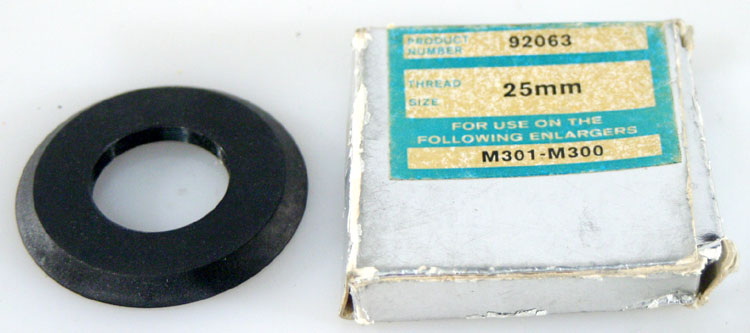 PRODUCT
NUMBER
92063
THREAD
SIZE
25mm
FOR USE ON THE
FOLLOWING ENLARGERS
M301-M300